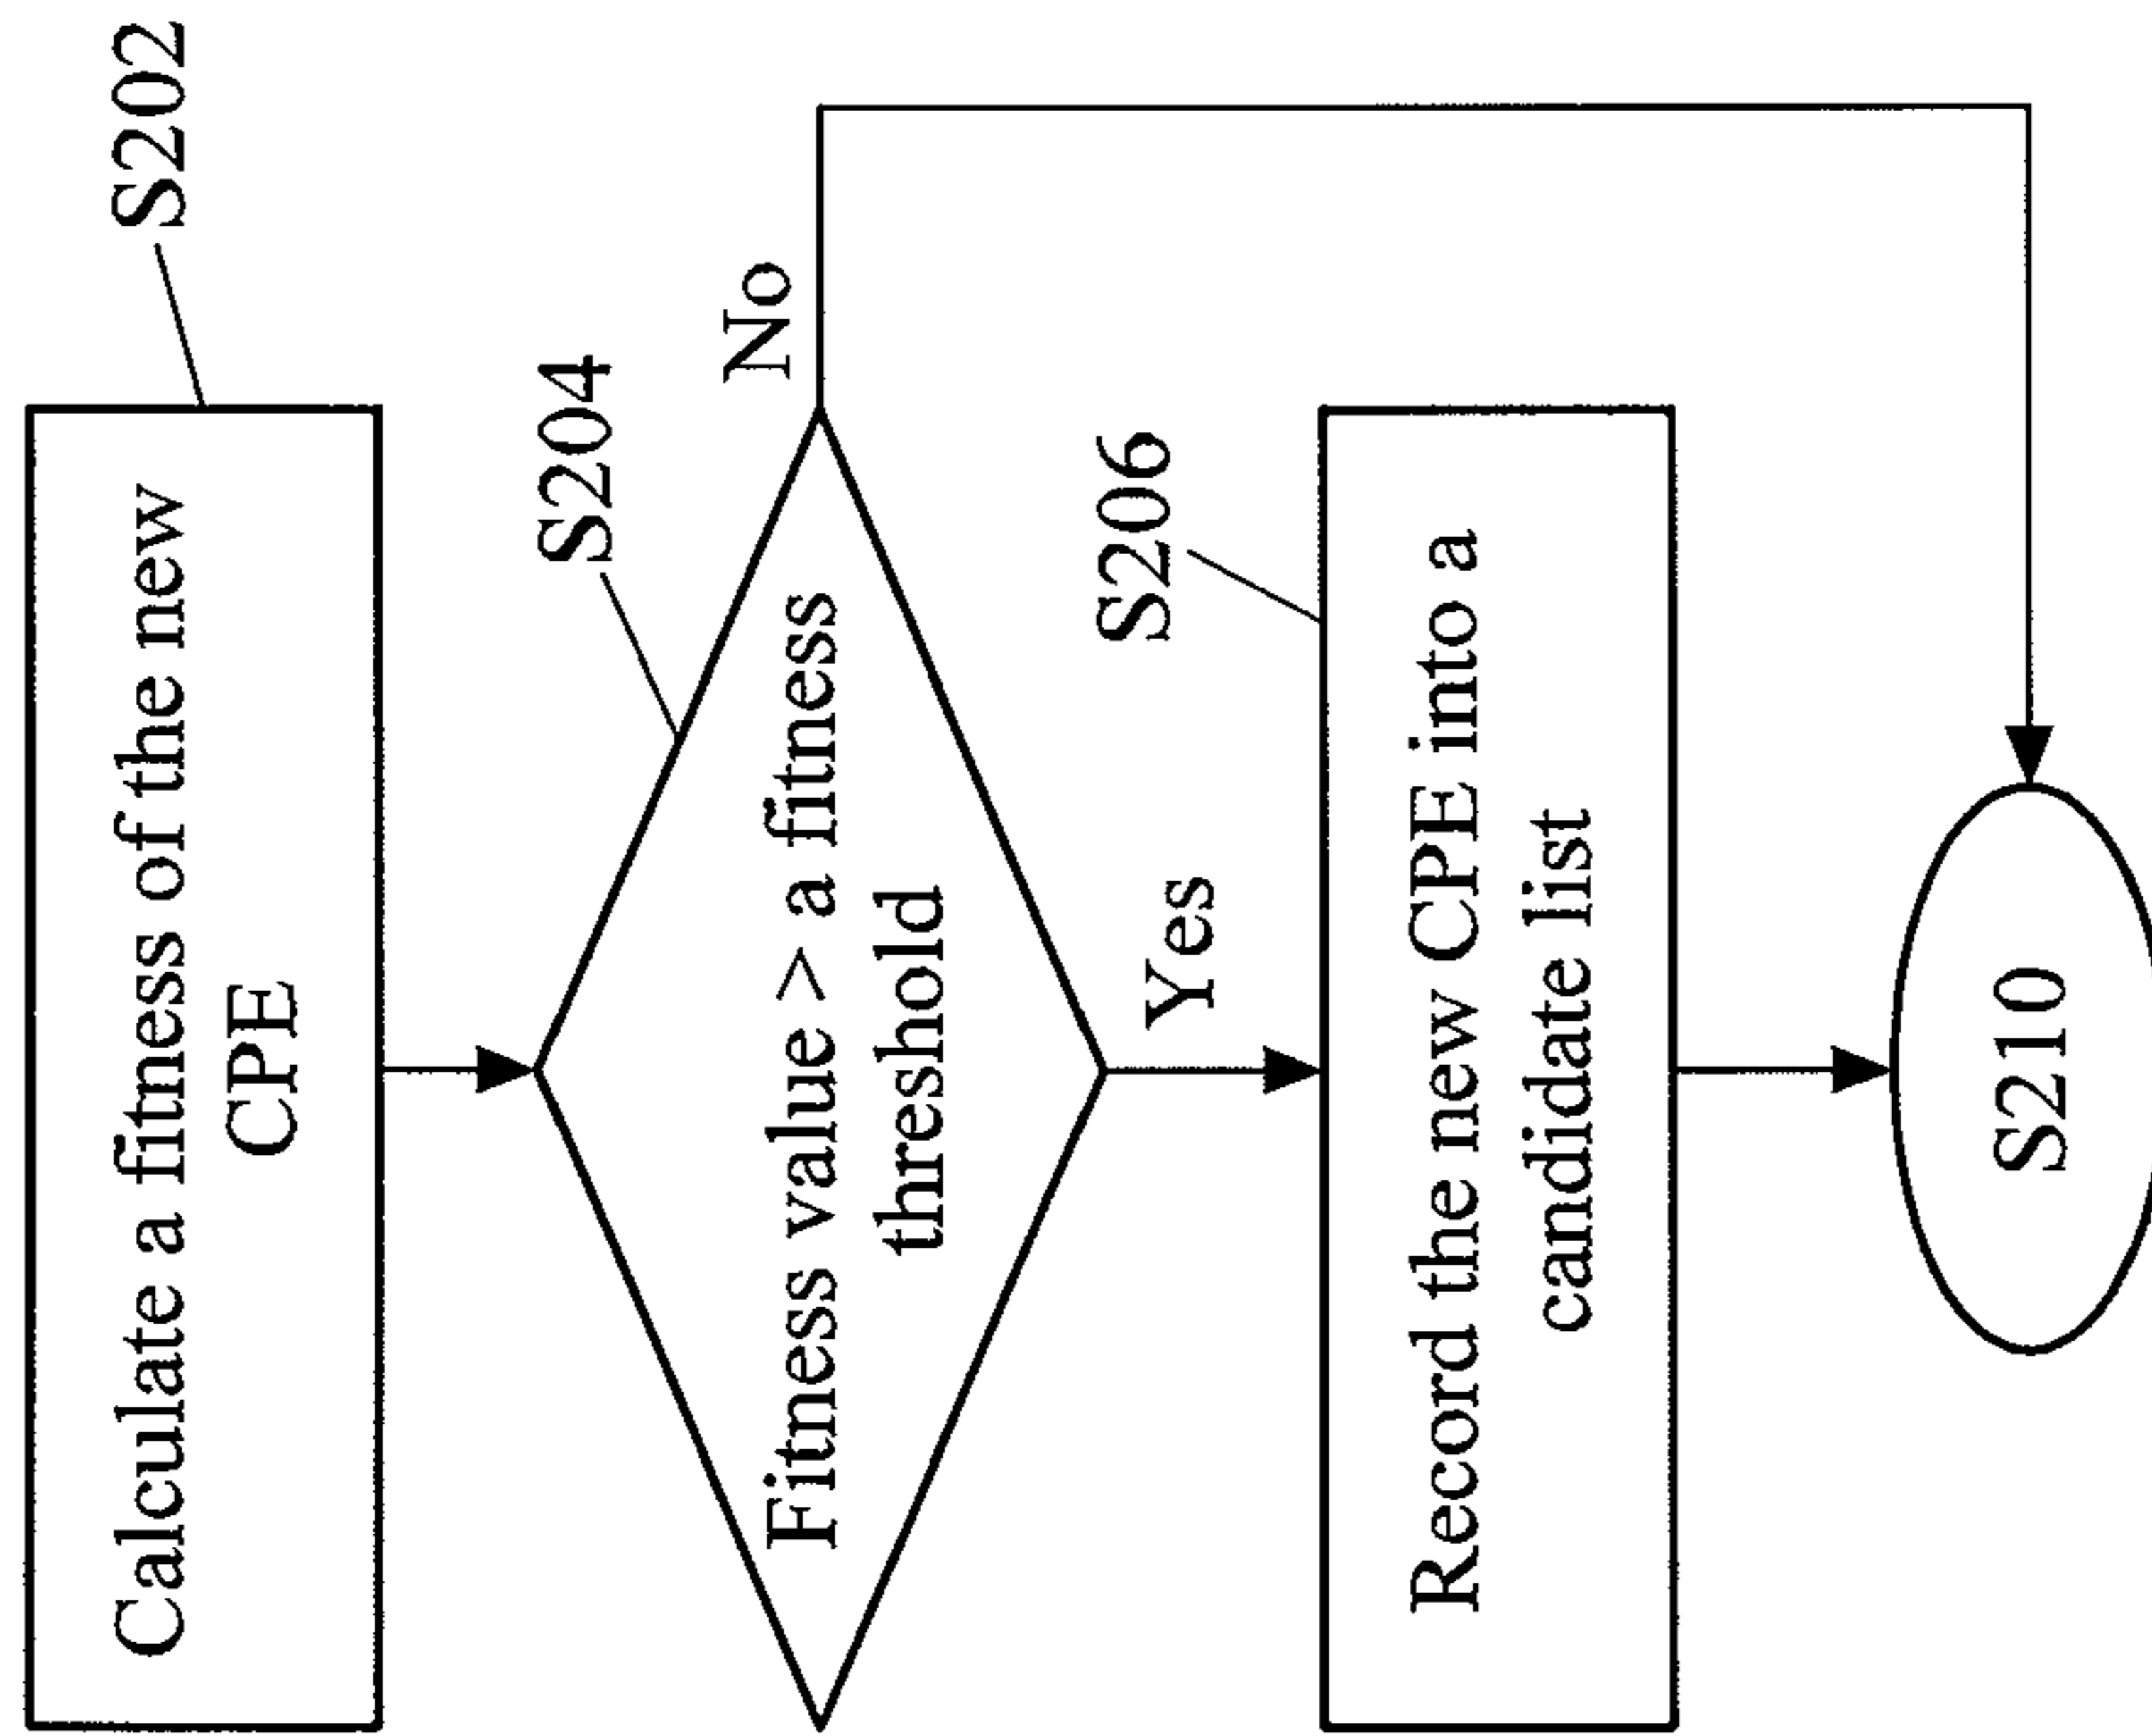 Calculate a fitness of the new
CPE
S202
Fitness value > a fitness
threshold
S204
No
Yes
Record the new CPE into a
candidate list
S206
S210